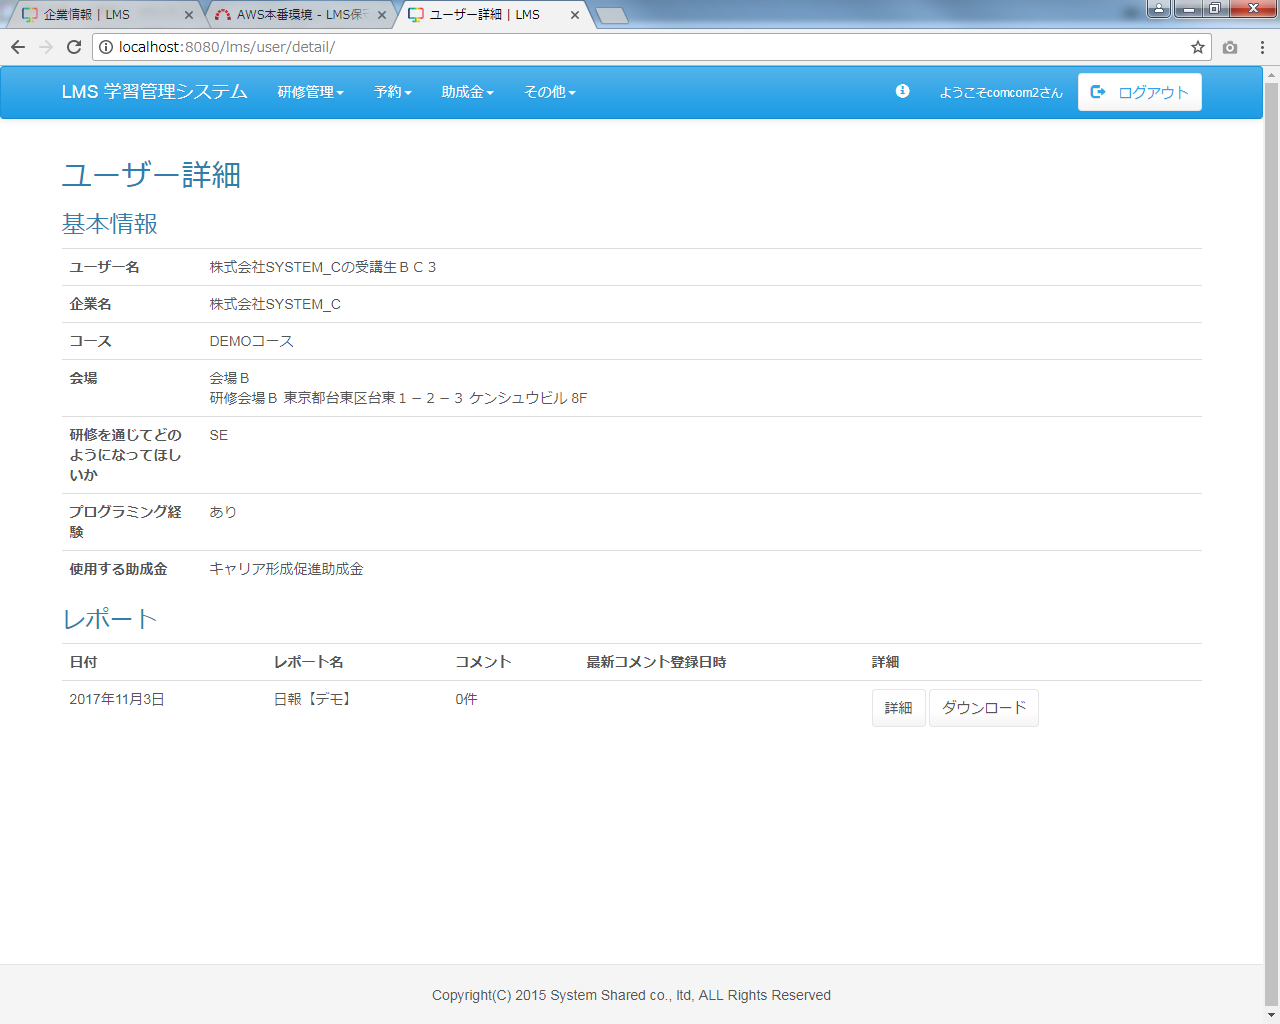 企業情報 | LMS
AWS本番環境 - LMS保
ユーザー詳細 | LMS
localhost:8080/lms/user/detail/
LMS 学習管理システム 研修管理 予約 助成金 その他 ようこそcomcom2さん ログアウト
ユーザー詳細
基本情報
ユーザー名 株式会社SYSTEM_Cの受講生ＢＣ３
企業名 株式会社SYSTEM_C
コース DEMOコース
会場 会場Ｂ
研修会場Ｂ 東京都台東区台東１－２－３ ケンシュウビル 8F
研修を通じてどの SE
ようになってほし
いか
プログラミング経 あり
験
使用する助成金 キャリア形成促進助成金
レポート
日付 レポート名 コメント 最新コメント登録日時 詳細
2017年11月3日 日報【デモ】 0件 詳細 ダウンロード
Copyright(C) 2015 System Shared co., ltd, ALL Rights Reserved